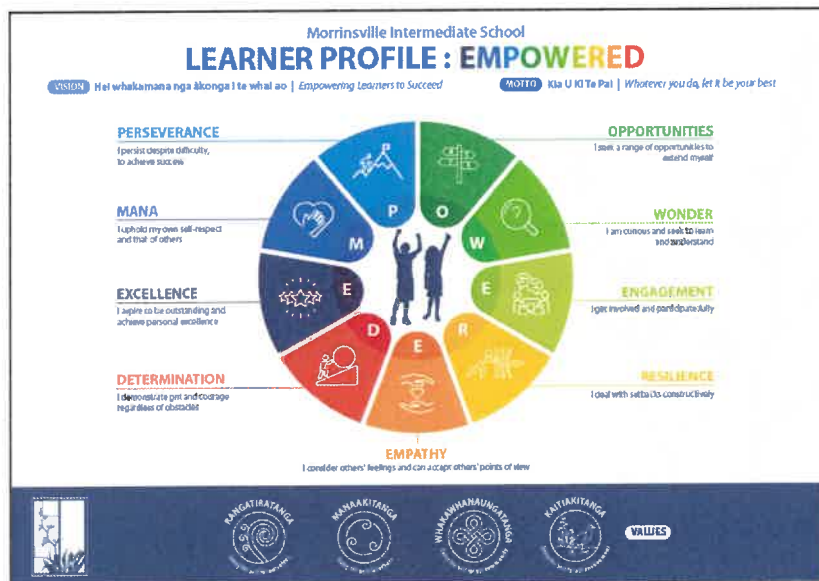 Morrinsville Intermediate School
LEARNER PROFILE : EMPOWERED
VISION Hei whakamana nga ākonga i te whai ao | Empowering Learners to Succeed
MOTTO Kia U Ki Te Pai | Whatever you do, let it be your best
PERSEVERANCE
I persist despite difficulty,
to achieve success
MANA
I uphold my own self-respect
and that of others
EXCELLENCE
I aspire to be outstanding and
achieve personal excellence
DETERMINATION
I demonstrate grit and courage
regardless of obstacles
E
M
P
O
W
E
R
E
D
OPPORTUNITIES
I seek a range of opportunities to
extend myself
WONDER
I am curious and seek to learn
and understand
ENGAGEMENT
I get involved and participate fully
RESILIENCE
I deal with setbacks constructively
EMPATHY
I consider others' feelings and can accept others' points of view
RANGATIRATANGA
MANAAKITANGA
WHAKAWHANAUNGATANGA
KAITIAKITANGA
VALUES